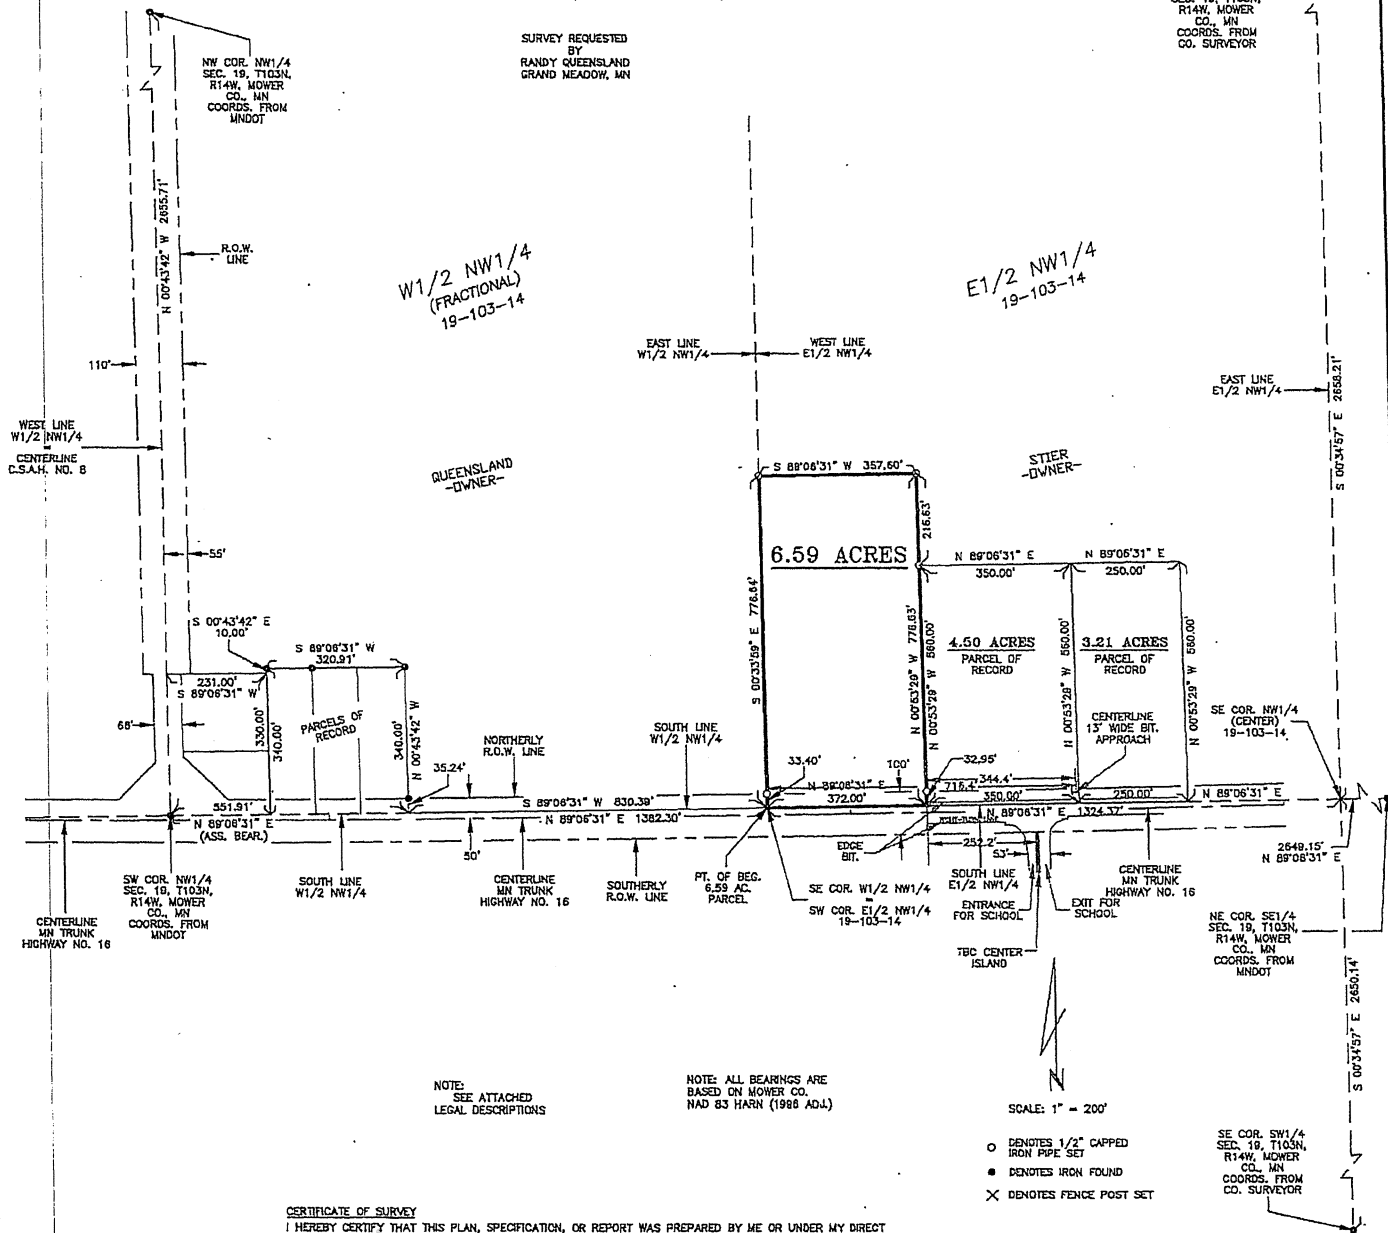 SURVEY REQUESTED
BY
RANDY QUEENSLAND
GRAND MEADOW, MN
R14W, MOWER
CO., MN
COORDS. FROM
CO. SURVEYOR
NW COR. NW1/4
SEC. 19, T103N,
R14W, MOWER
CO., MN
COORDS. FROM
MNDOT
N 00°43'42" W 2655.71'
R.O.W.
LINE
W1/2 NW1/4
(FRACTIONAL)
19-103-14
E1/2 NW1/4
19-103-14
EAST LINE
W1/2 NW1/4
WEST LINE
E1/2 NW1/4
110'
EAST LINE
E1/2 NW1/4
S 00°34'57" E 2658.21'
WEST LINE
W1/2 NW1/4
CENTERLINE
C.S.A.H. NO. 8
QUEENSLAND
-OWNER-
STIER
-OWNER-
S 89°06'31" W 357.60'
216.63'
6.59 ACRES
55'
N 89°06'31" E
350.00'
N 89°06'31" E
250.00'
S 00°33'59" E 776.64'
N 00°53'29" W 776.63'
N 00°53'29" W 560.00'
4.50 ACRES
PARCEL OF
RECORD
N 00°53'29" W 560.00'
3.21 ACRES
PARCEL OF
RECORD
N 00°53'29" W 560.00'
S 00°43'42" E
10.00'
S 89°06'31" W
320.91'
231.00'
S 89°06'31" W
68'
330.00'
340.00'
PARCELS OF
RECORD
340.00'
N 00°43'42" W
35.24'
NORTHERLY
R.O.W. LINE
SOUTH LINE
W1/2 NW1/4
33.40'
100'
32.95'
CENTERLINE
13' WIDE BIT.
APPROACH
SE COR. NW1/4
(CENTER)
19-103-14
N 89°06'31" E
372.00'
344.4'
716.4'
350.00'
250.00'
N 89°06'31" E
551.91'
N 89°06'31" E
(ASS. BEAR.)
S 89°06'31" W 830.39'
N 89°06'31" E 1382.30'
N 89°06'31" E 1324.37'
50'
EDGE
BIT.
252.2'
53'
2649.15'
N 89°06'31" E
CENTERLINE
MN TRUNK
HIGHWAY NO. 16
SW COR. NW1/4
SEC. 19, T103N,
R14W, MOWER
CO., MN
COORDS. FROM
MNDOT
SOUTH LINE
W1/2 NW1/4
CENTERLINE
MN TRUNK
HIGHWAY NO. 16
SOUTHERLY
R.O.W. LINE
PT. OF BEG.
6.59 AC.
PARCEL
SE COR. W1/2 NW1/4
=
SW COR. E1/2 NW1/4
19-103-14
SOUTH LINE
E1/2 NW1/4
ENTRANCE
FOR SCHOOL
EXIT FOR
SCHOOL
CENTERLINE
MN TRUNK
HIGHWAY NO. 16
TBC CENTER
ISLAND
NE COR. SE1/4
SEC. 19, T103N,
R14W, MOWER
CO., MN
COORDS. FROM
MNDOT
S 00°34'57" E 2650.14'
NOTE:
SEE ATTACHED
LEGAL DESCRIPTIONS
NOTE: ALL BEARINGS ARE
BASED ON MOWER CO.
NAD 83 HARN (1996 ADJ.)
N
SCALE: 1" = 200'
DENOTES 1/2" CAPPED
IRON PIPE SET
DENOTES IRON FOUND
DENOTES FENCE POST SET
SE COR. SW1/4
SEC. 19, T103N,
R14W, MOWER
CO., MN
COORDS. FROM
CO. SURVEYOR
CERTIFICATE OF SURVEY
I HEREBY CERTIFY THAT THIS PLAN, SPECIFICATION, OR REPORT WAS PREPARED BY ME OR UNDER MY DIRECT